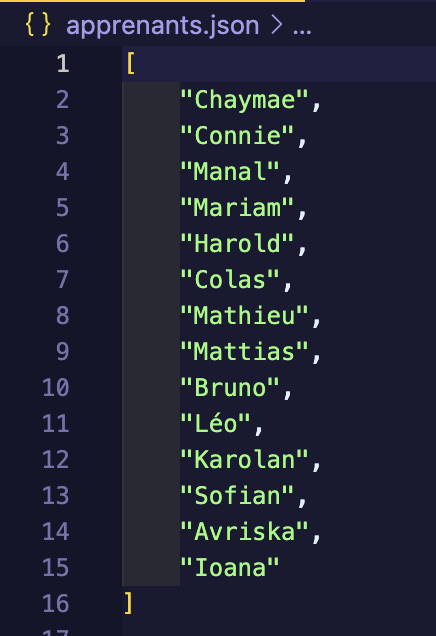 { } apprenants.json > ...
1 [
2 "Chaymae",
3 "Connie",
4 "Manal",
5 "Mariam",
6 "Harold",
7 "Colas",
8 "Mathieu",
9 "Mattias",
10 "Bruno",
11 "Léo",
12 "Karolan",
13 "Sofian",
14 "Avriska",
15 "Ioana"
16 ]
17